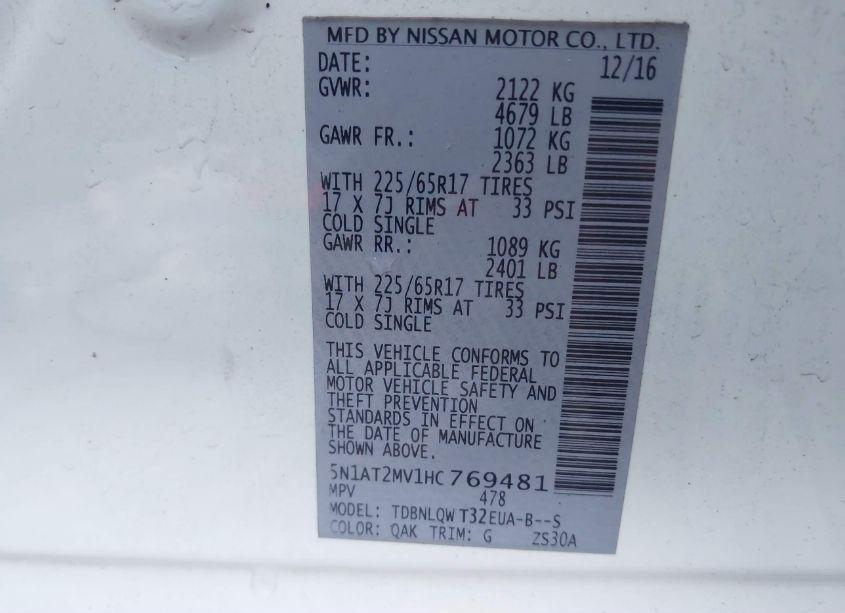 MFD BY NISSAN MOTOR CO., LTD.
DATE: 12/16
GVWR: 2122 KG
4679 LB
GAWR FR.: 1072 KG
2363 LB
WITH 225/65R17 TIRES
17 X 7J RIMS AT 33 PSI
COLD SINGLE
GAWR RR.: 1089 KG
2401 LB
WITH 225/65R17 TIRES
17 X 7J RIMS AT 33 PSI
COLD SINGLE
THIS VEHICLE CONFORMS TO
ALL APPLICABLE FEDERAL
MOTOR VEHICLE SAFETY AND
THEFT PREVENTION
STANDARDS IN EFFECT ON
THE DATE OF MANUFACTURE
SHOWN ABOVE.
5N1AT2MV1HC769481
MPV 478
MODEL: TDBNLQW T32EUA-B--S
COLOR: QAK TRIM: G ZS30A